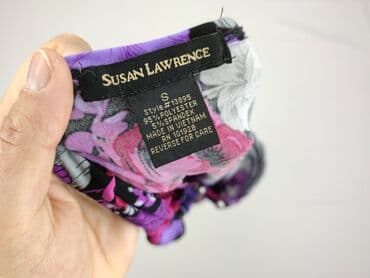 SUSAN LAWRENCE
S
Style# 13895
95% POLYESTER
5% SPANDEX
MADE IN VIETNAM
RN 101928
REVERSE FOR CARE